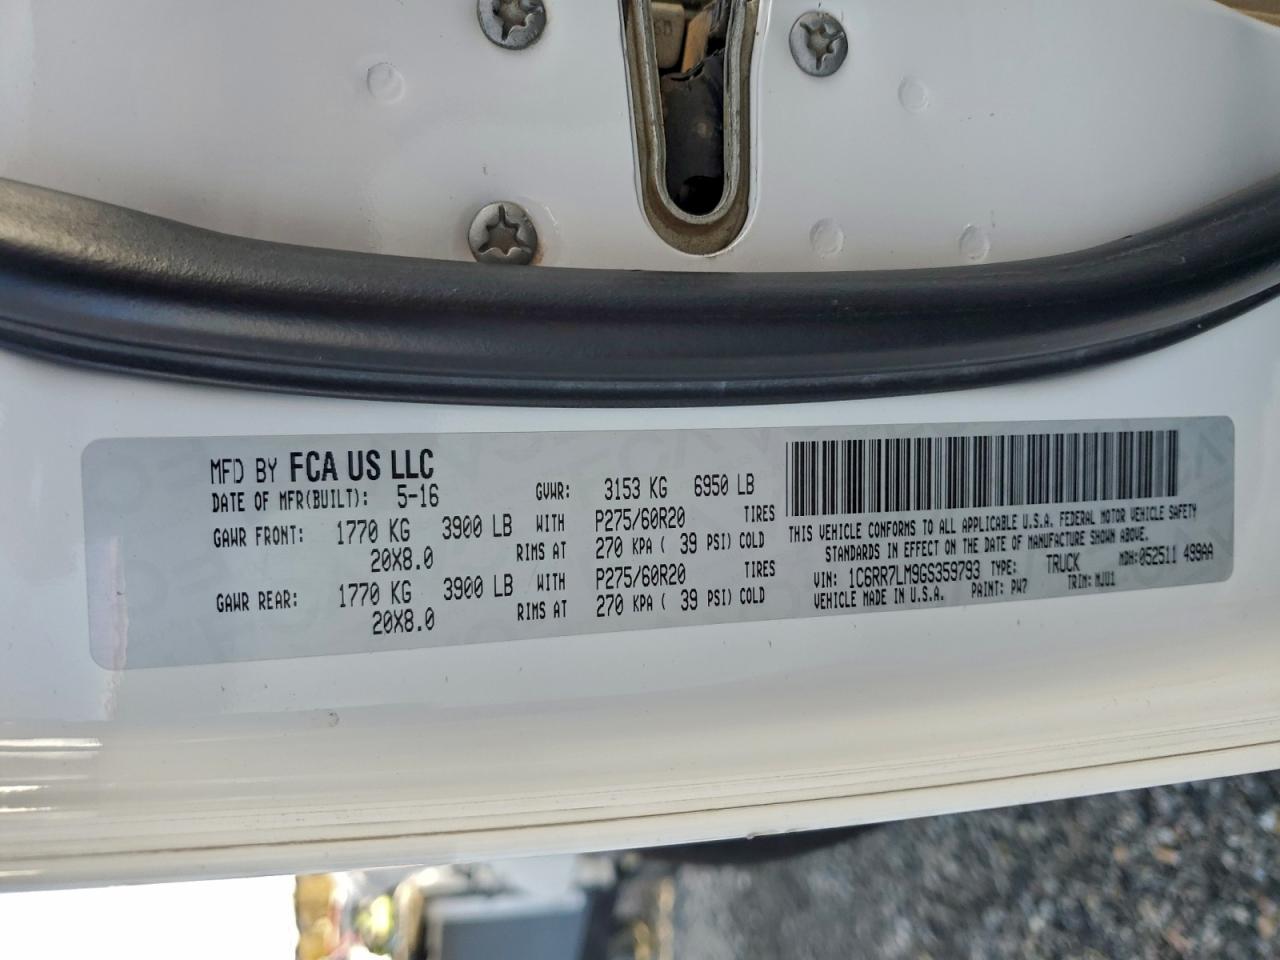 MFD BY FCA US LLC
DATE OF MFR(BUILT): 5-16 GVWR: 3153 KG 6950 LB
GAWR FRONT: 1770 KG 3900 LB WITH P275/60R20 TIRES
20X8.0 RIMS AT 270 KPA ( 39 PSI) COLD
GAWR REAR: 1770 KG 3900 LB WITH P275/60R20 TIRES
20X8.0 RIMS AT 270 KPA ( 39 PSI) COLD
THIS VEHICLE CONFORMS TO ALL APPLICABLE U.S.A. FEDERAL MOTOR VEHICLE SAFETY
STANDARDS IN EFFECT ON THE DATE OF MANUFACTURE SHOWN ABOVE.
VIN: 1C6RR7LM9GS359793 TYPE: TRUCK MDH:052511 499AA
VEHICLE MADE IN U.S.A. PAINT: PW7 TRIM: MJU1